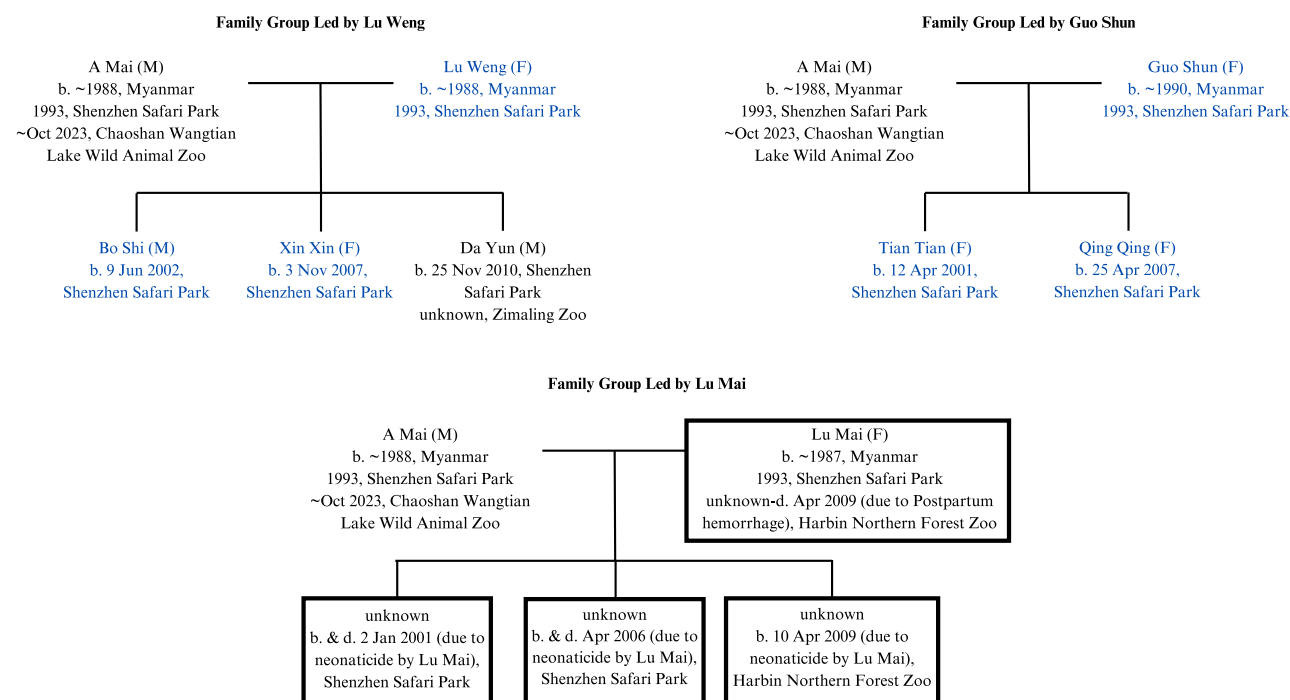 Family Group Led by Lu Weng
A Mai (M)
b. ~1988, Myanmar
1993, Shenzhen Safari Park
~Oct 2023, Chaoshan Wangtian
Lake Wild Animal Zoo
Lu Weng (F)
b. ~1988, Myanmar
1993, Shenzhen Safari Park
Bo Shi (M)
b. 9 Jun 2002,
Shenzhen Safari Park
Xin Xin (F)
b. 3 Nov 2007,
Shenzhen Safari Park
Da Yun (M)
b. 25 Nov 2010, Shenzhen
Safari Park
unknown, Zimaling Zoo
Family Group Led by Guo Shun
A Mai (M)
b. ~1988, Myanmar
1993, Shenzhen Safari Park
~Oct 2023, Chaoshan Wangtian
Lake Wild Animal Zoo
Guo Shun (F)
b. ~1990, Myanmar
1993, Shenzhen Safari Park
Tian Tian (F)
b. 12 Apr 2001,
Shenzhen Safari Park
Qing Qing (F)
b. 25 Apr 2007,
Shenzhen Safari Park
Family Group Led by Lu Mai
A Mai (M)
b. ~1988, Myanmar
1993, Shenzhen Safari Park
~Oct 2023, Chaoshan Wangtian
Lake Wild Animal Zoo
Lu Mai (F)
b. ~1987, Myanmar
1993, Shenzhen Safari Park
unknown-d. Apr 2009 (due to Postpartum
hemorrhage), Harbin Northern Forest Zoo
unknown
b. & d. 2 Jan 2001 (due to
neonaticide by Lu Mai),
Shenzhen Safari Park
unknown
b. & d. Apr 2006 (due to
neonaticide by Lu Mai),
Shenzhen Safari Park
unknown
b. 10 Apr 2009 (due to
neonaticide by Lu Mai),
Harbin Northern Forest Zoo